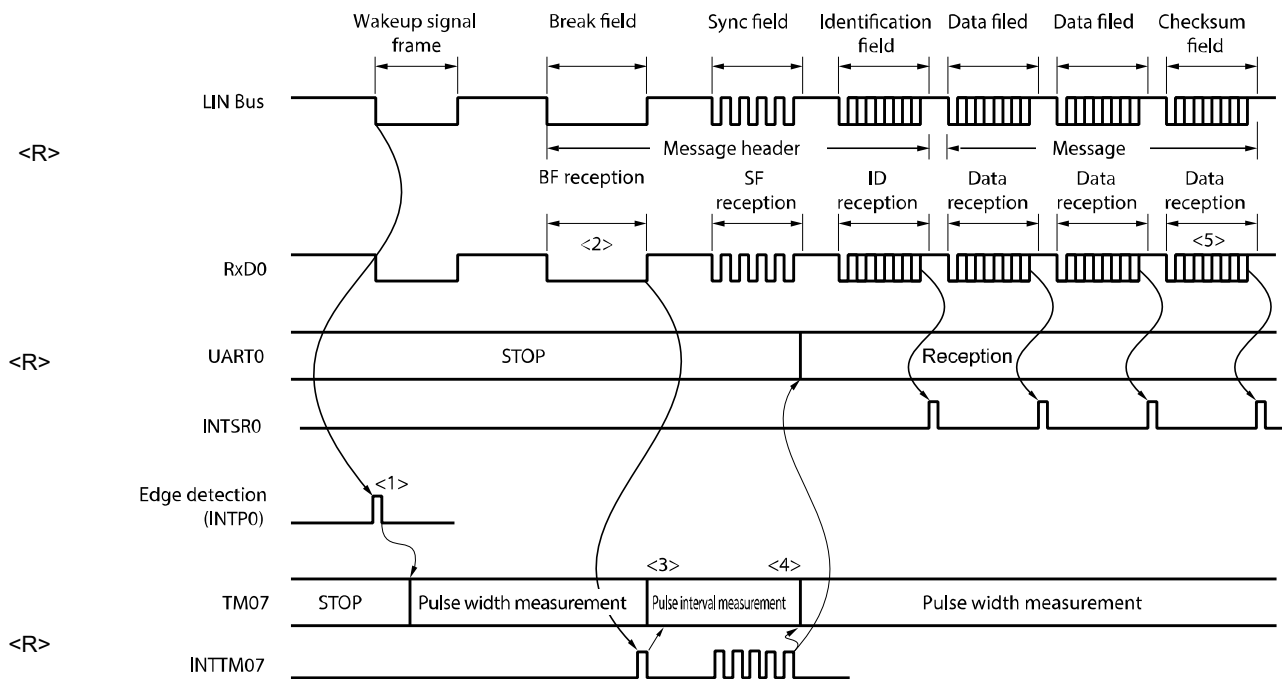 Wakeup signal frame
Break field
Sync field
Identification field
Data filed
Data filed
Checksum field
LIN Bus
<R>
Message header
Message
BF reception
SF reception
ID reception
Data reception
Data reception
Data reception
<2>
<5>
RxD0
<R>
UART0
STOP
Reception
INTSR0
<1>
Edge detection
(INTP0)
<3>
<4>
TM07
STOP
Pulse width measurement
Pulse interval measurement
Pulse width measurement
<R>
INTTM07